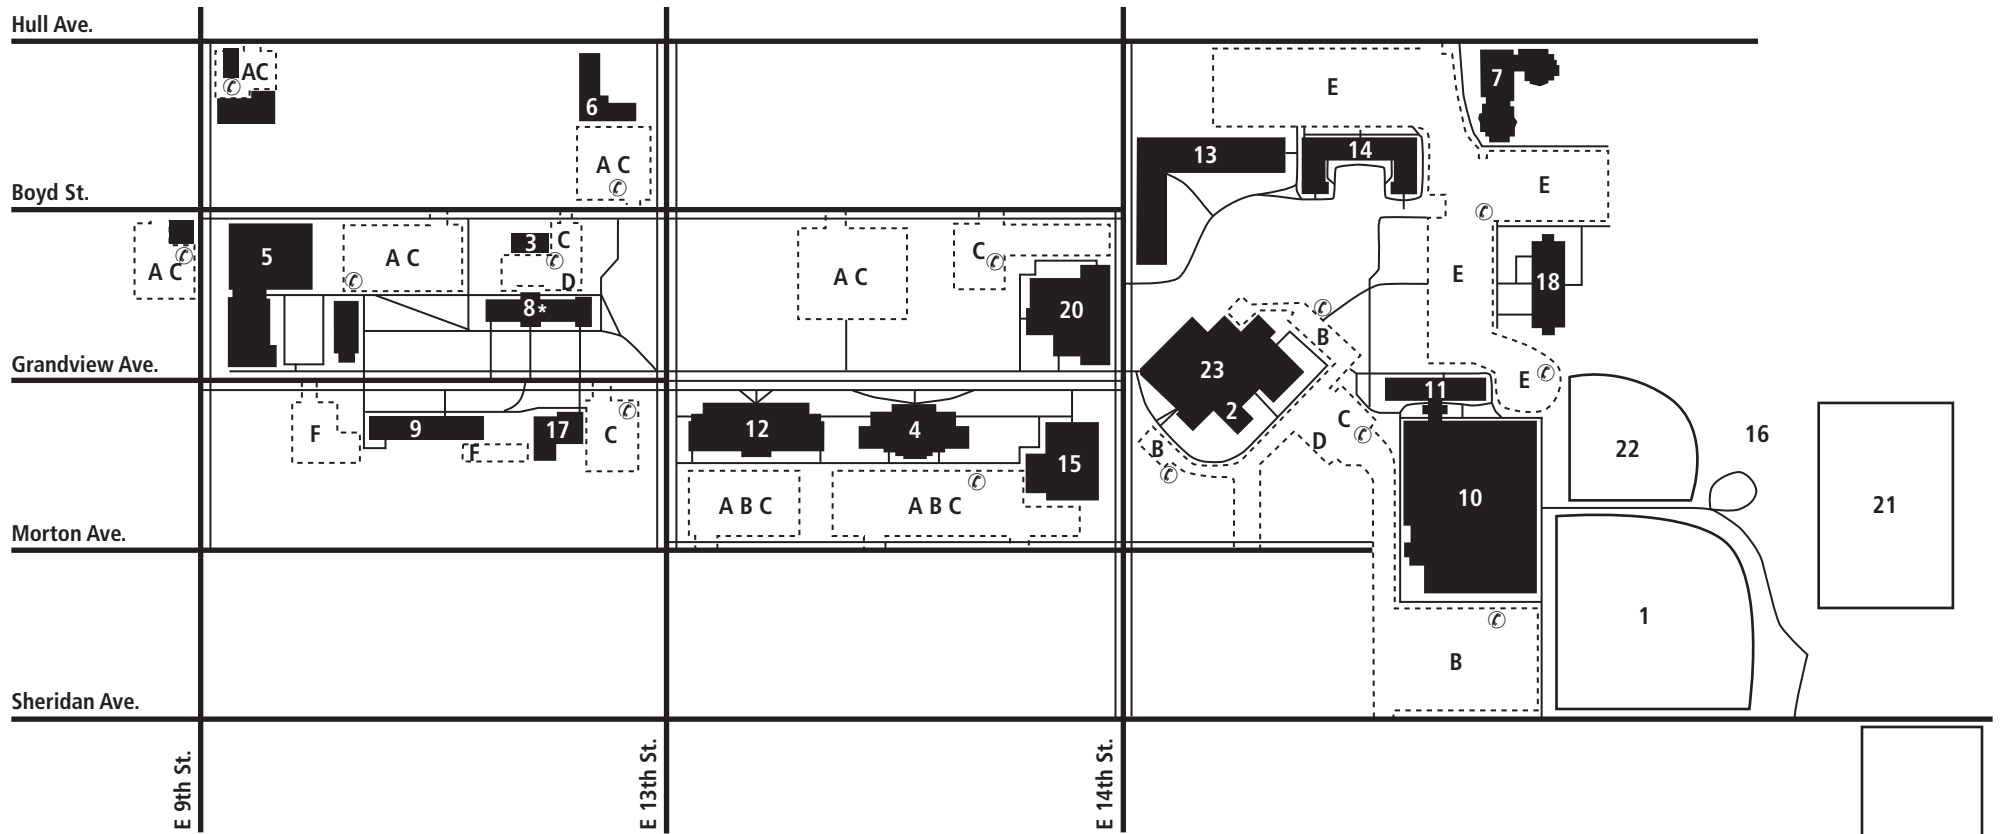 Hull Ave.
AC
6
A C
E
7
13
14
E
Boyd St.
A C
5
A C
3
C
D
8*
A C
C
20
E
18
Grandview Ave.
23
2
B
B
11
E
C
D
F
9
F
17
C
12
4
15
A B C
A B C
10
22
16
21
Morton Ave.
1
B
Sheridan Ave.
E 9th St.
E 13th St.
E 14th St.